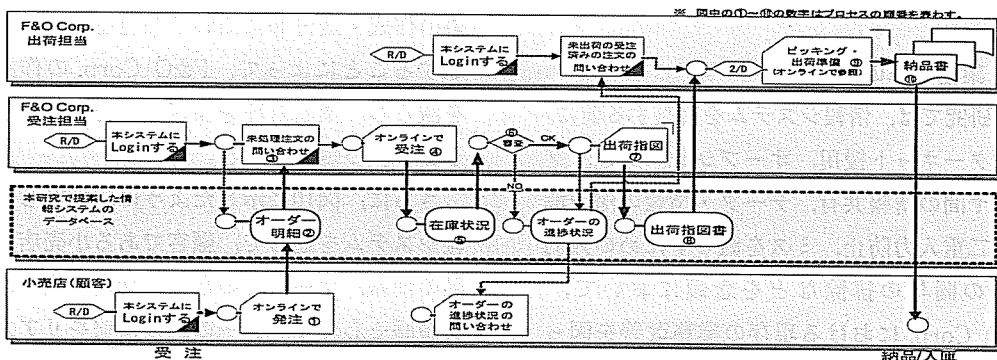 ※ 図中の①〜⑩の数字はプロセスの順番を表わす。
F&O Corp.
出荷担当
R/D
本システムに
Loginする
未出荷の受注
済みの注文の
問い合わせ
2/D
ピッキング・
出荷準備 ⑨
(オンラインで参照)
納品書
⑩
F&O Corp.
受注担当
R/D
本システムに
Loginする
未処理注文の
問い合わせ
③
オンラインで
受注 ④
⑥
審査
OK
NG
出荷指図
⑦
本研究で提案した情
報システムの
データベース
オーダー
明細②
在庫状況
⑤
オーダーの
進捗状況
出荷指図書
⑧
小売店(顧客)
R/D
本システムに
Loginする
オンラインで
発注 ①
オーダーの
進捗状況の
問い合わせ
受 注
納品/入庫